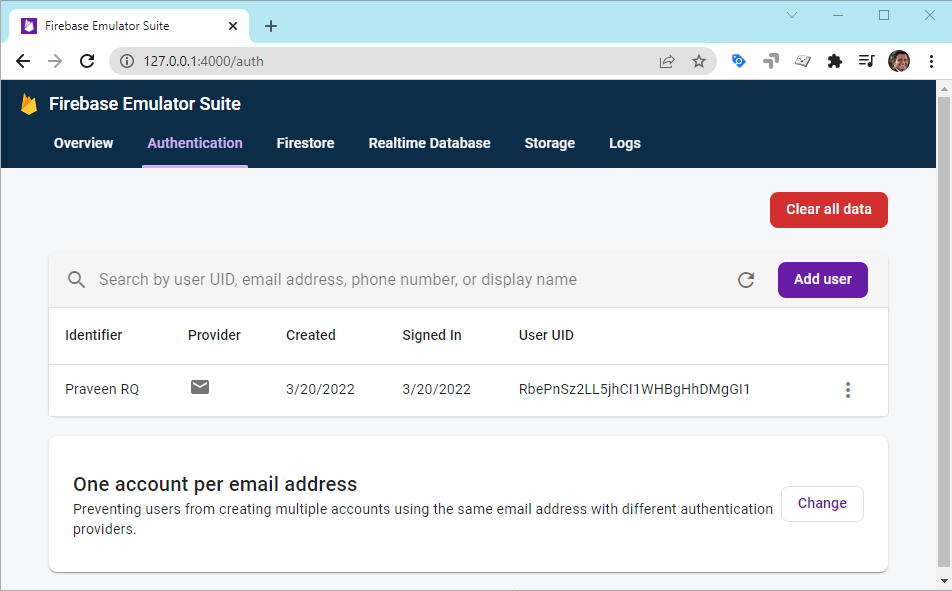 Firebase Emulator Suite
127.0.0.1:4000/auth
Firebase Emulator Suite
Overview Authentication Firestore Realtime Database Storage Logs
Clear all data
Search by user UID, email address, phone number, or display name Add user
Identifier Provider Created Signed In User UID
Praveen RQ 3/20/2022 3/20/2022 RbePnSz2LL5jhCI1WHBgHhDMgGI1
One account per email address
Preventing users from creating multiple accounts using the same email address with different authentication
providers.
Change